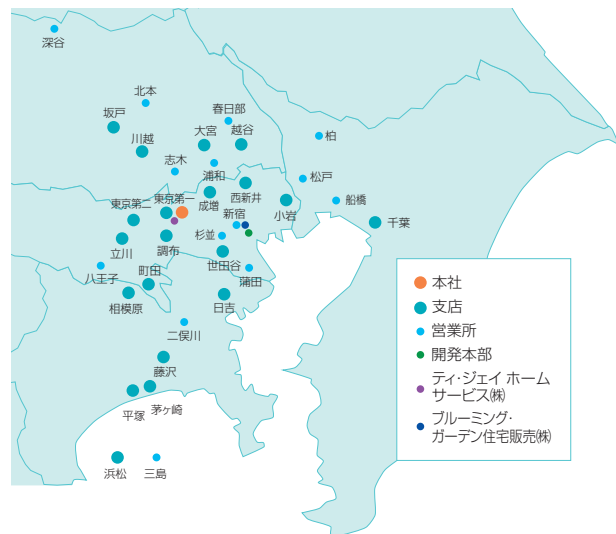 深谷
北本
坂戸
川越
春日部
大宮
越谷
柏
志木
浦和
松戸
東京第二
東京第一
成増
西新井
小岩
船橋
千葉
新宿
杉並
立川
調布
世田谷
蒲田
八王子
町田
相模原
日吉
二俣川
藤沢
平塚
茅ヶ崎
浜松
三島
本社
支店
営業所
開発本部
ティ・ジェイ ホーム
サービス㈱
ブルーミング・
ガーデン住宅販売㈱